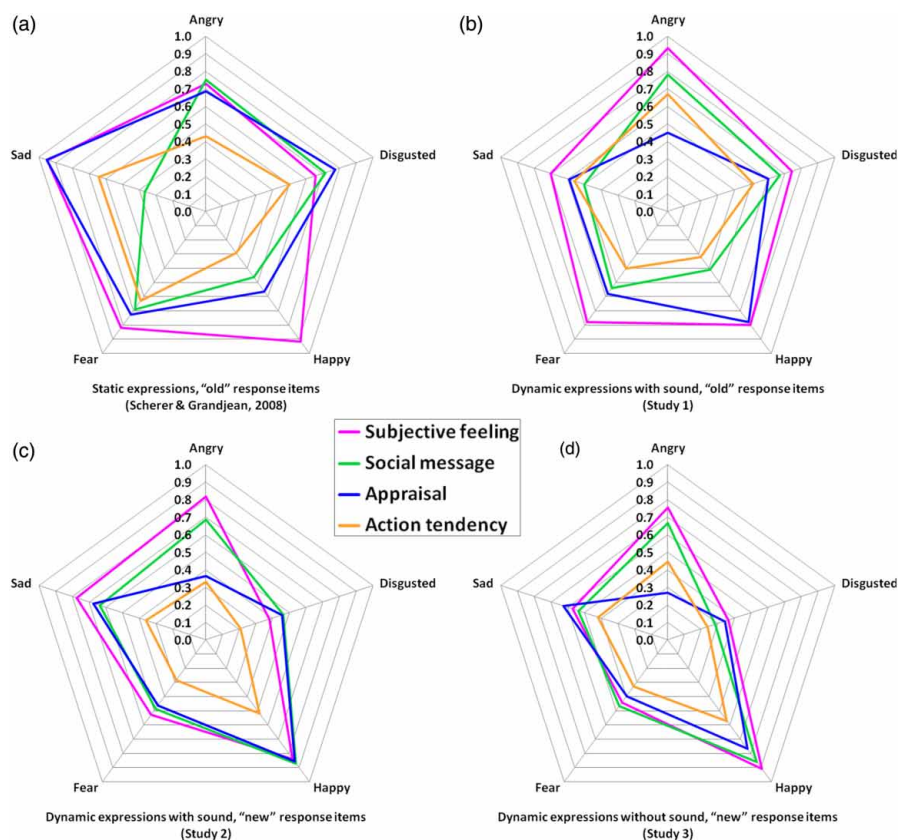 (a)
Angry
1.0
0.9
0.8
0.7
0.6
0.5
0.4
0.3
0.2
0.1
0.0
Sad
Disgusted
Fear
Happy
Static expressions, “old” response items
(Scherer & Grandjean, 2008)
(b)
Angry
1.0
0.9
0.8
0.7
0.6
0.5
0.4
0.3
0.2
0.1
0.0
Sad
Disgusted
Fear
Happy
Dynamic expressions with sound, “old” response items
(Study 1)
Subjective feeling
Social message
Appraisal
Action tendency
(c)
Angry
1.0
0.9
0.8
0.7
0.6
0.5
0.4
0.3
0.2
0.1
0.0
Sad
Disgusted
Fear
Happy
Dynamic expressions with sound, “new” response items
(Study 2)
(d)
Angry
1.0
0.9
0.8
0.7
0.6
0.5
0.4
0.3
0.2
0.1
0.0
Sad
Disgusted
Fear
Happy
Dynamic expressions without sound, “new” response items
(Study 3)